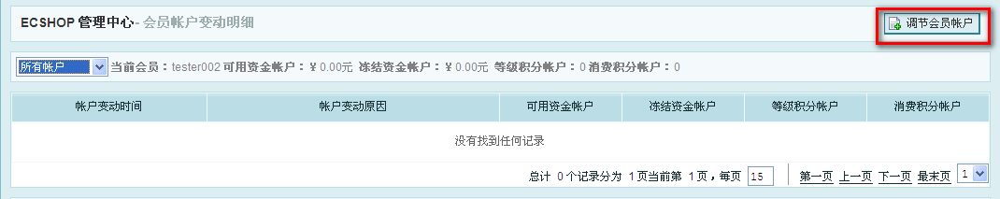 ECSHOP 管理中心 - 会员帐户变动明细 调节会员帐户
所有帐户 当前会员：tester002 可用资金帐户：¥0.00元 冻结资金帐户：¥0.00元 等级积分帐户：0 消费积分帐户：0
帐户变动时间 帐户变动原因 可用资金帐户 冻结资金帐户 等级积分帐户 消费积分帐户
没有找到任何记录
总计 0个记录分为 1页当前第 1页，每页 15 第一页 上一页 下一页 最末页 1